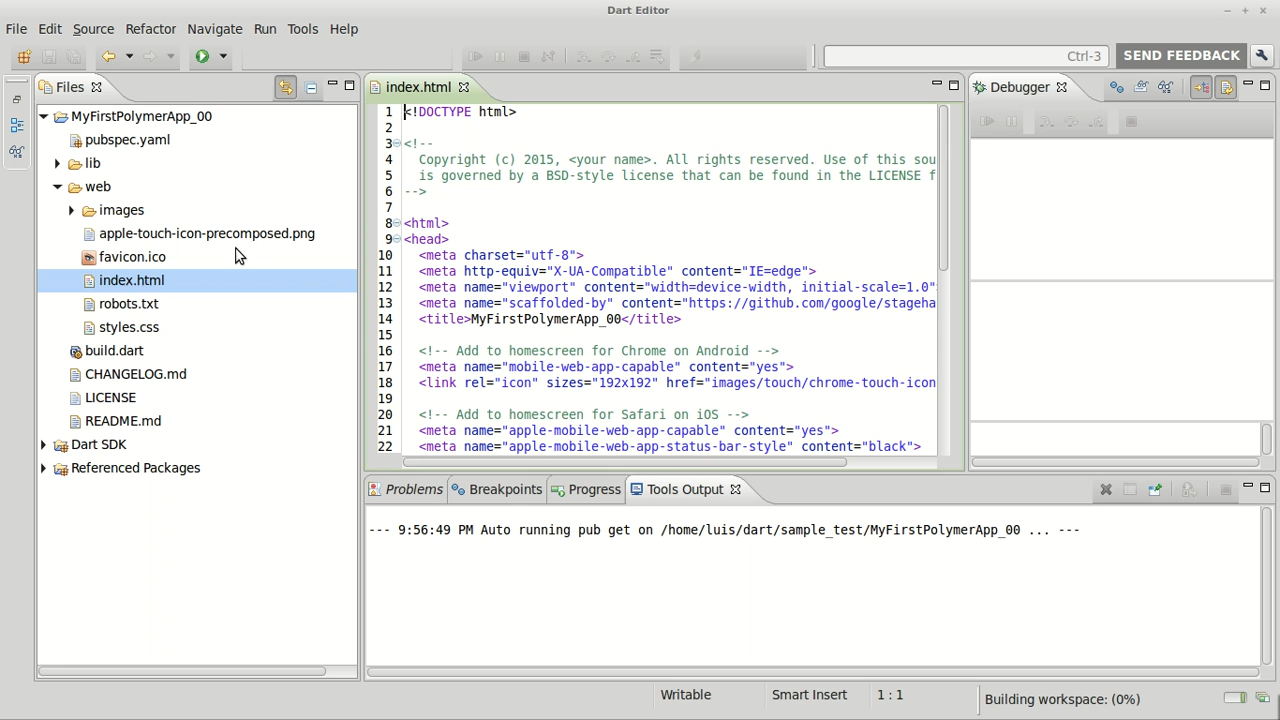 Dart Editor
File Edit Source Refactor Navigate Run Tools Help
Ctrl-3
SEND FEEDBACK
Files
MyFirstPolymerApp_00
pubspec.yaml
lib
web
images
apple-touch-icon-precomposed.png
favicon.ico
index.html
robots.txt
styles.css
build.dart
CHANGELOG.md
LICENSE
README.md
Dart SDK
Referenced Packages
index.html
1 <!DOCTYPE html>
2
3 <!--
4 Copyright (c) 2015, <your name>. All rights reserved. Use of this sou
5 is governed by a BSD-style license that can be found in the LICENSE f
6 -->
7
8 <html>
9 <head>
10 <meta charset="utf-8">
11 <meta http-equiv="X-UA-Compatible" content="IE=edge">
12 <meta name="viewport" content="width=device-width, initial-scale=1.0"
13 <meta name="scaffolded-by" content="https://github.com/google/stageha
14 <title>MyFirstPolymerApp_00</title>
15
16 <!-- Add to homescreen for Chrome on Android -->
17 <meta name="mobile-web-app-capable" content="yes">
18 <link rel="icon" sizes="192x192" href="images/touch/chrome-touch-icon
19
20 <!-- Add to homescreen for Safari on iOS -->
21 <meta name="apple-mobile-web-app-capable" content="yes">
22 <meta name="apple-mobile-web-app-status-bar-style" content="black">
Debugger
Problems Breakpoints Progress Tools Output
--- 9:56:49 PM Auto running pub get on /home/luis/dart/sample_test/MyFirstPolymerApp_00 ... ---
Writable Smart Insert 1 : 1 Building workspace: (0%)